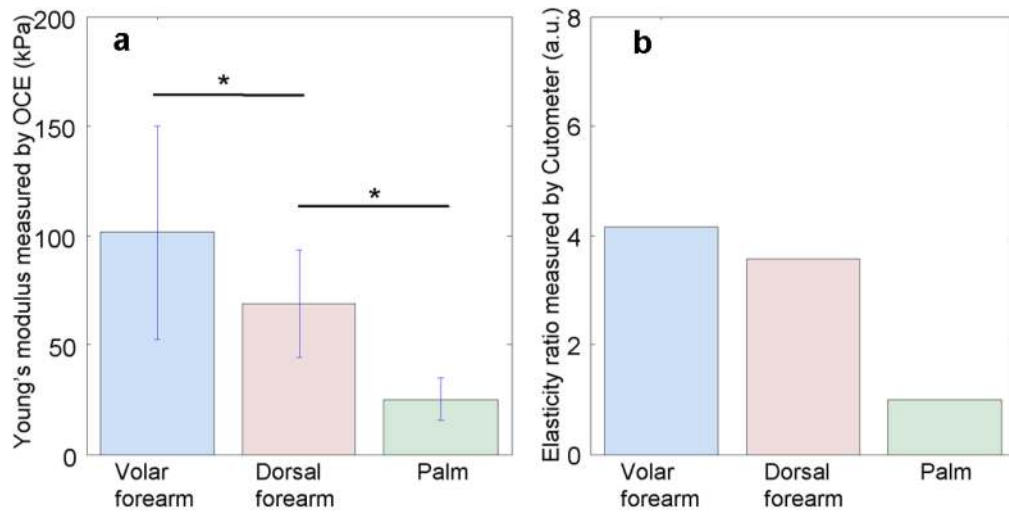 a
Young's modulus measured by OCE (kPa)
200
150
100
50
0
*
*
Volar
forearm
Dorsal
forearm
Palm
b
Elasticity ratio measured by Cutometer (a.u.)
8
6
4
2
0
Volar
forearm
Dorsal
forearm
Palm